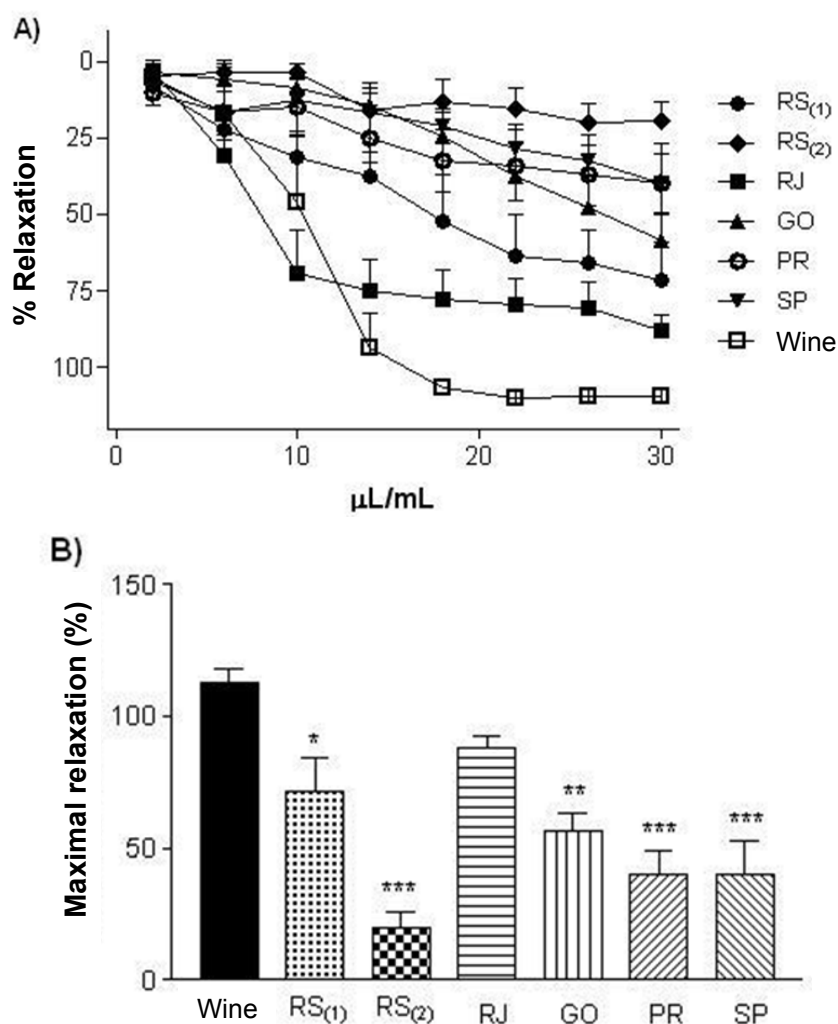 A)
0
25
50
75
100
% Relaxation
0 10 20 30
µL/mL
RS(1)
RS(2)
RJ
GO
PR
SP
Wine
B)
150
100
50
0
Maximal relaxation (%)
*
***
**
***
***
Wine RS(1) RS(2) RJ GO PR SP